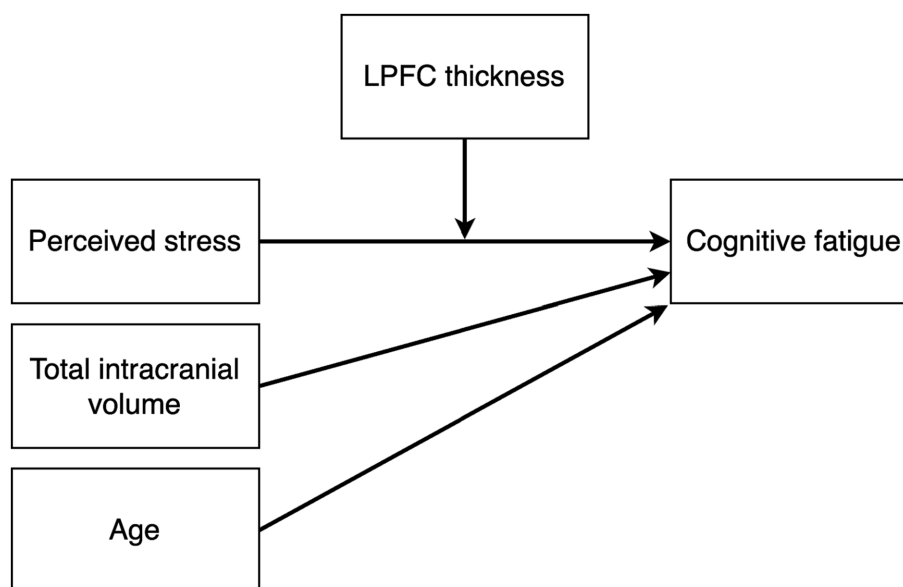 LPFC thickness
Perceived stress
Cognitive fatigue
Total intracranial
volume
Age